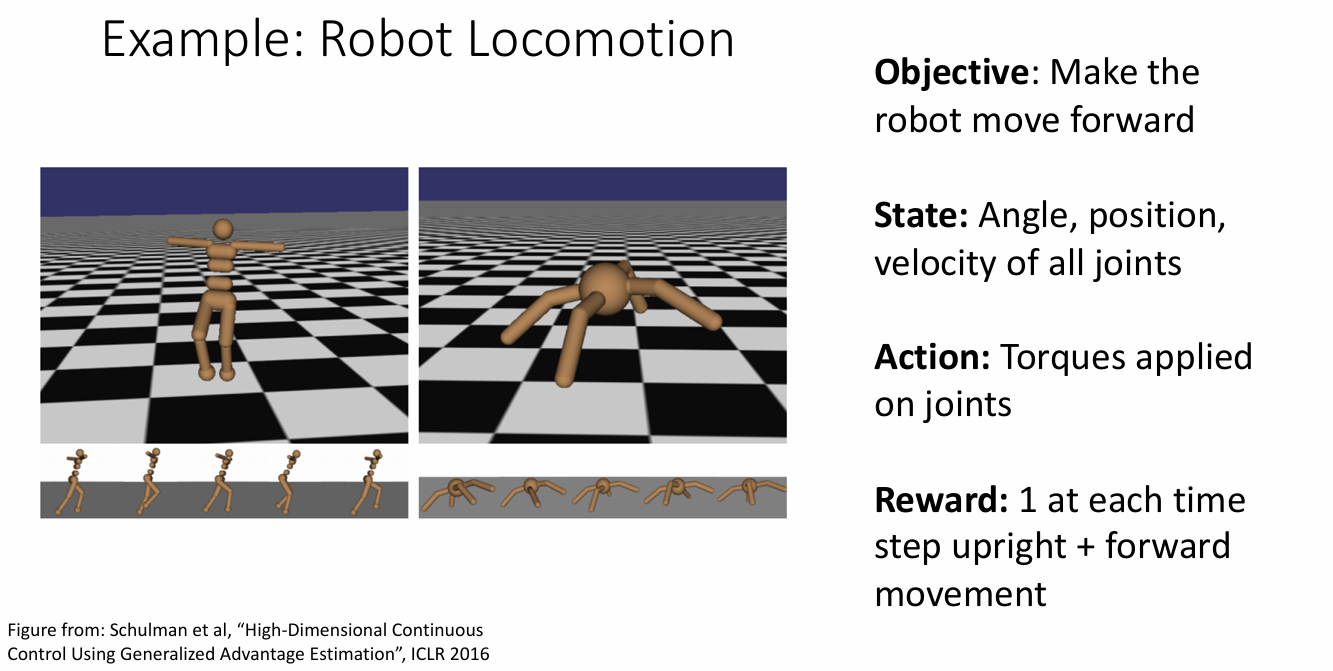 Example: Robot Locomotion
Objective: Make the
robot move forward
State: Angle, position,
velocity of all joints
Action: Torques applied
on joints
Reward: 1 at each time
step upright + forward
movement
Figure from: Schulman et al, “High-Dimensional Continuous
Control Using Generalized Advantage Estimation”, ICLR 2016